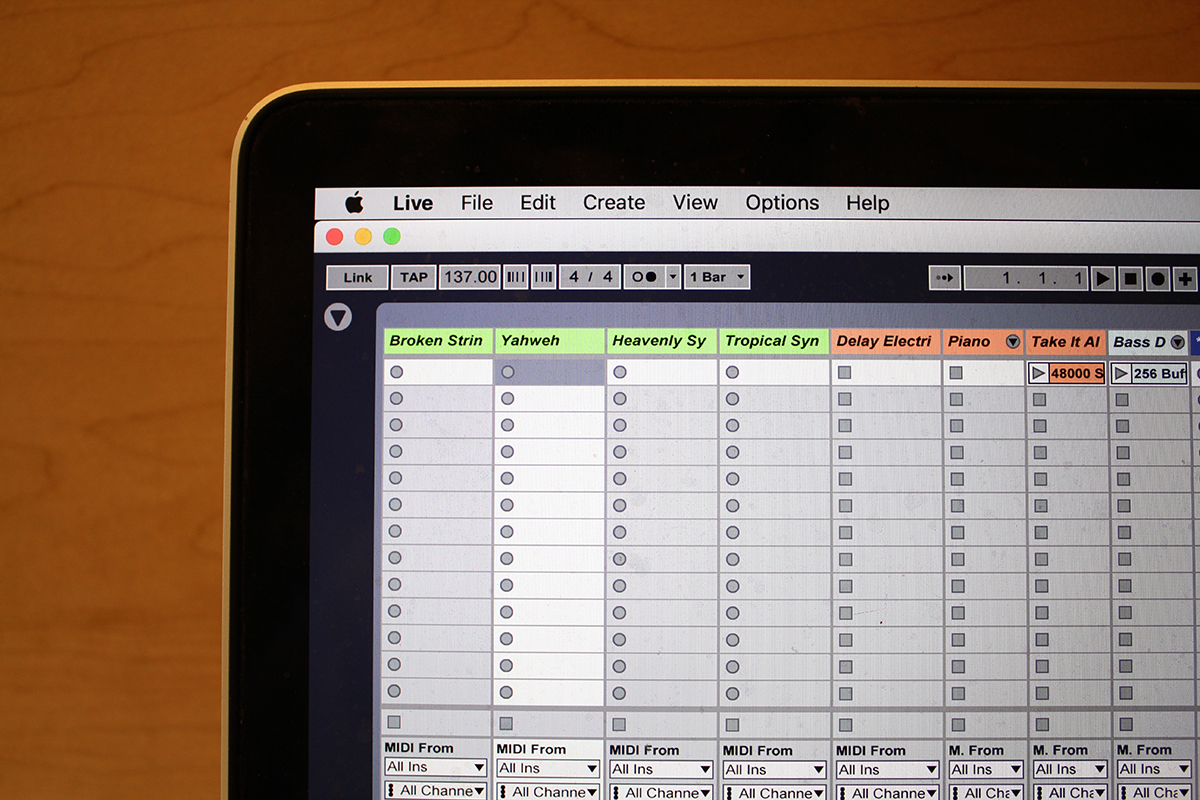 Live File Edit Create View Options Help
Link TAP 137.00 4 / 4 1 Bar 1. 1. 1
Broken Strin Yahweh Heavenly Sy Tropical Syn Delay Electri Piano Take It Al Bass D
48000 S 256 Buf
MIDI From MIDI From MIDI From MIDI From MIDI From M. From M. From M. From
All Ins All Ins All Ins All Ins All Ins All Ins All Ins All Ins
All Channe All Channe All Channe All Channe All Channe All Cha All Cha All Cha